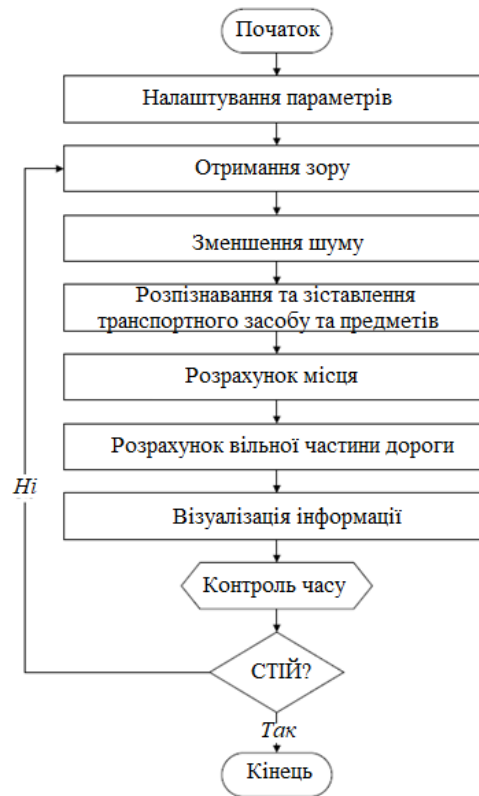 Початок
Налаштування параметрів
Отримання зору
Зменшення шуму
Розпізнавання та зіставлення
транспортного засобу та предметів
Розрахунок місця
Розрахунок вільної частини дороги
Ні
Візуалізація інформації
Контроль часу
СТІЙ?
Так
Кінець